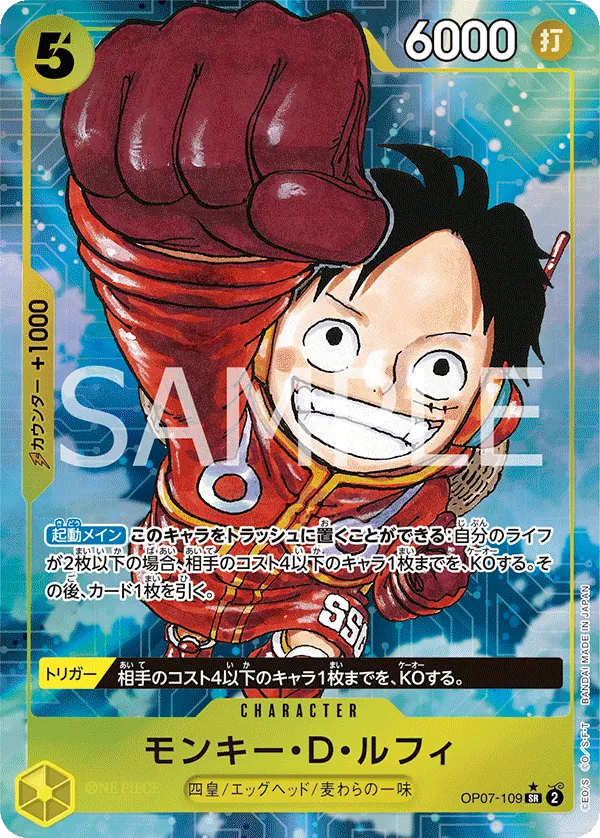 5
6000
打
カウンター +1000
SAMPLE
起動メイン このキャラをトラッシュに置くことができる:自分のライフ
が2枚以下の場合、相手のコスト4以下のキャラ1枚までを、KOする。そ
の後、カード1枚を引く。
SSG
トリガー 相手のコスト4以下のキャラ1枚までを、KOする。
CHARACTER
モンキー・D・ルフィ
ONE PIECE
四皇/エッグヘッド/麦わらの一味
OP07-109 SR 2
©EO/S ©O/S・F・T BANDAI MADE IN JAPAN